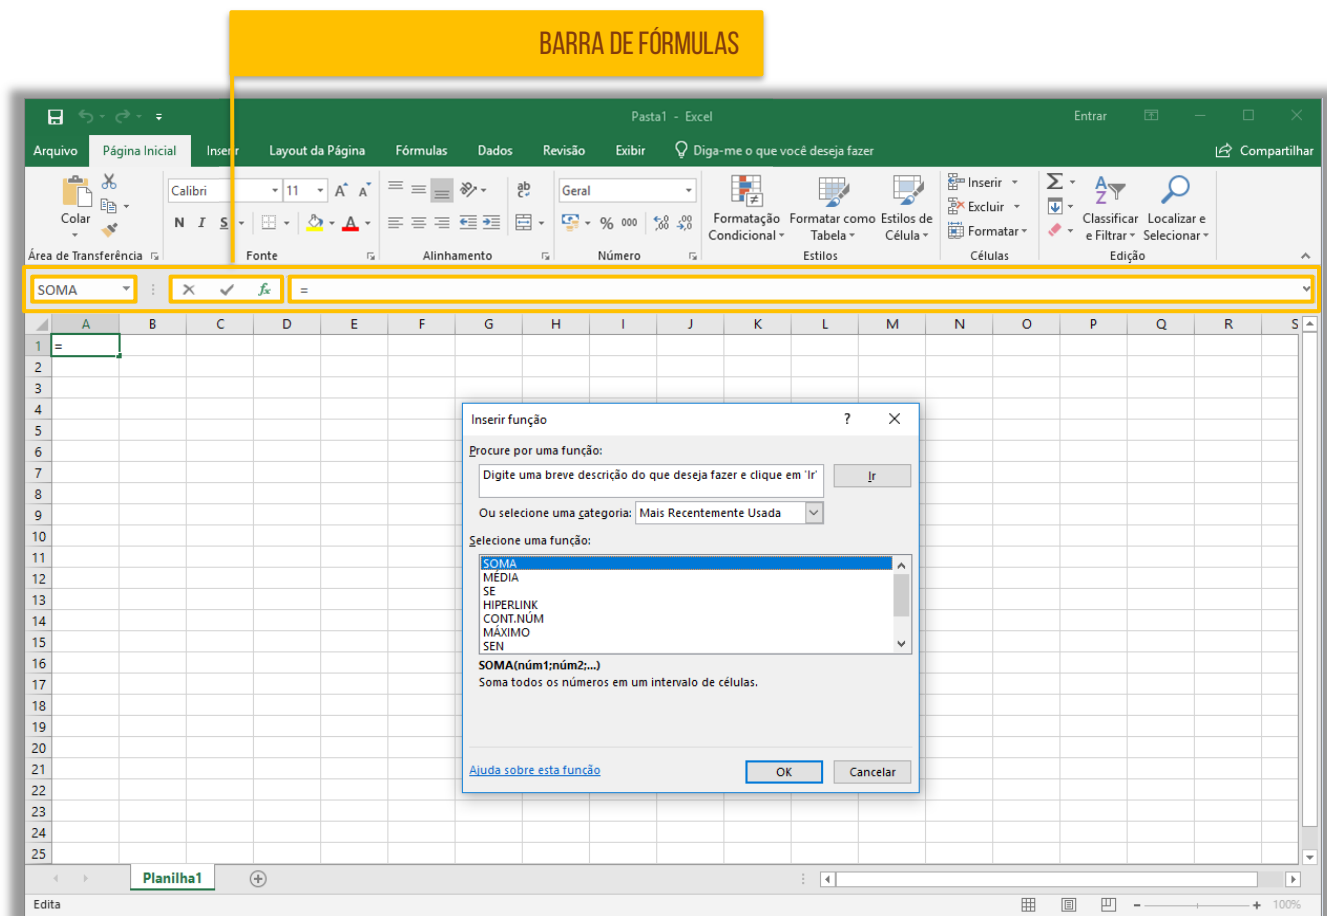 BARRA DE FÓRMULAS
Pasta1 - Excel
Entrar
Arquivo Página Inicial Inserir Layout da Página Fórmulas Dados Revisão Exibir Diga-me o que você deseja fazer Compartilhar
Colar
Área de Transferência
Calibri 11
N I S A
Fonte
ab
Alinhamento
Geral
% 000 ,00
Número
Formatação Condicional
Formatar como Tabela
Estilos de Célula
Estilos
Inserir
Excluir
Formatar
Células
Σ
Classificar e Filtrar
Localizar e Selecionar
Edição
SOMA fx =
A B C D E F G H I J K L M N O P Q R S
1 =
2
3
4
5
6
7
8
9
10
11
12
13
14
15
16
17
18
19
20
21
22
23
24
25
Inserir função ?
Procure por uma função:
Digite uma breve descrição do que deseja fazer e clique em 'Ir'
Ir
Ou selecione uma categoria: Mais Recentemente Usada
Selecione uma função:
SOMA
MÉDIA
SE
HIPERLINK
CONT.NÚM
MÁXIMO
SEN
SOMA(núm1;núm2;...)
Soma todos os números em um intervalo de células.
Ajuda sobre esta função
OK Cancelar
Planilha1
Edita
100%